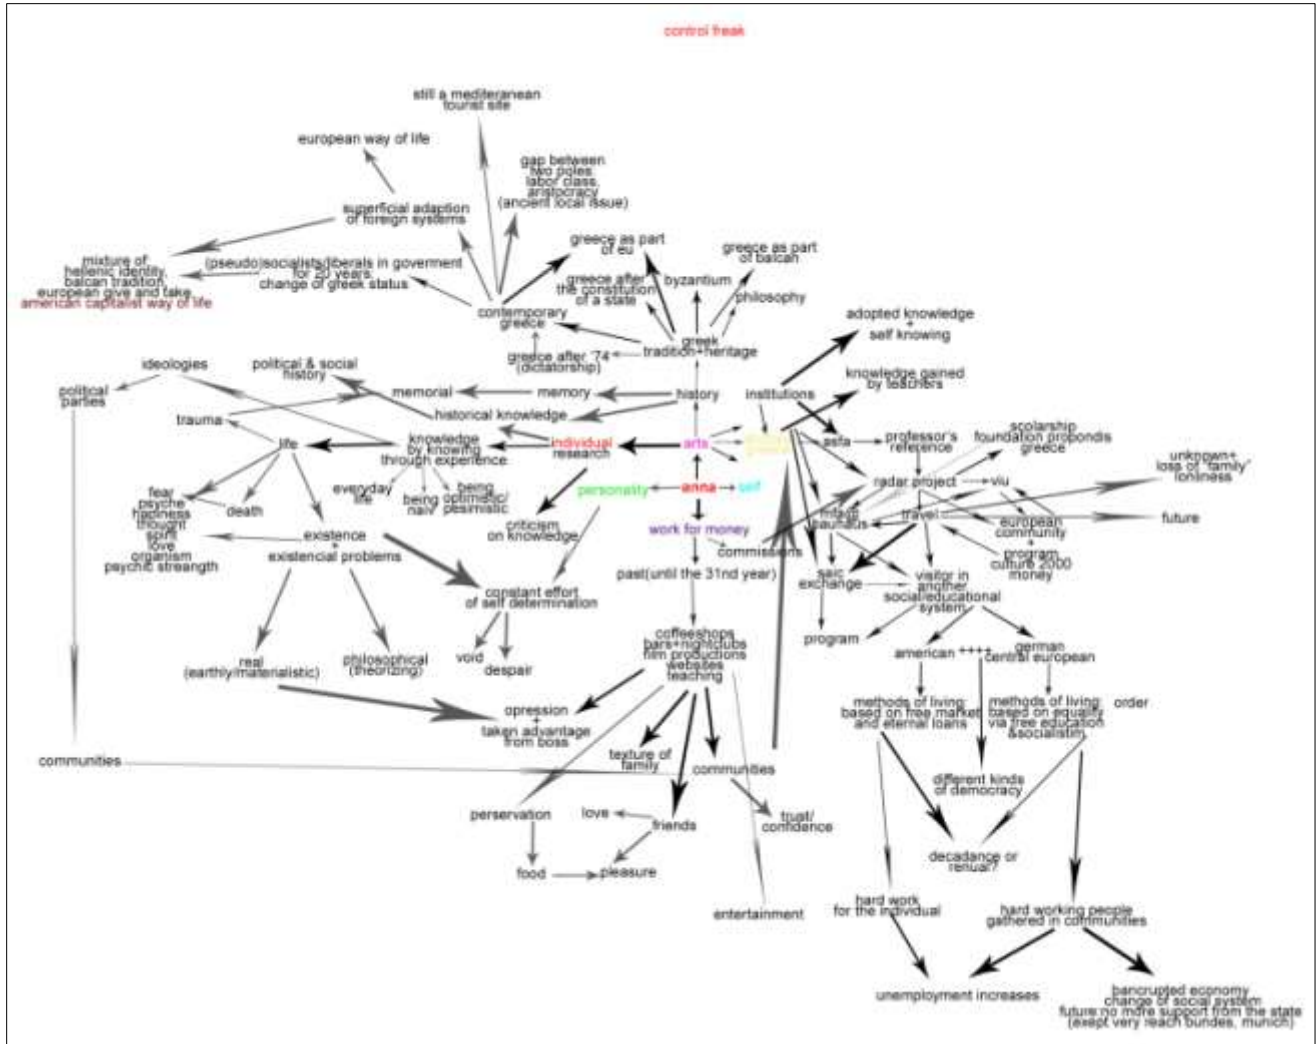 control freak
still a mediteranean
tourist site
european way of life
gap between
two poles:
labor class,
aristocracy
(ancient local issue)
superficial adaption
of foreign systems
greece as part
of eu
greece as part
of balcan
mixture of:
hellenic identity,
balcan tradition,
european give and take,
american capitalist way of life
(pseudo)socialists/liberals in goverment
for 20 years:
change of greek status
greece after
the constitution
of a state
byzantium
philosophy
contemporary
greece
adopted knowledge
+
self knowing
greek
tradition+heritage
greece after '74
(dictatorship)
ideologies
political & social
history
political
parties
memorial
memory
history
institutions
knowledge gained
by teachers
trauma
historical knowledge
life
knowledge
by knowing
through experience
individual
research
arts
asfa
professor's
reference
scolarship
foundation propondis
greece
unknown+
loss of "family"
lonliness
fear
psyche
hapiness
thought
spirit
love
organism
psychic streangth
death
everyday
life
being
naiv
being
optimistic/
pesimistic
personality
anna
self
radar project
viu
criticism
on knowledge
work for money
commissions
mfa@
bauhaus
travel
european
community
+
program
culture 2000
money
future
existence
+
existencial problems
past(until the 31nd year)
saic
exchange
visitor in
another
social/educational
system
constant effort
of self determination
coffeeshops
bars+nightclubs
film productions
websites
teaching
program
real
(earthly/materialistic)
philosophical
(theorizing)
void
despair
american
++++
german
central european
opression
+
taken advantage
from boss
methods of living:
based on free market
and eternal loans
methods of living:
based on equality
via free education
&socialistim
order
communities
texture of
family
communities
different kinds
of democracy
perservation
love
friends
trust/
confidence
decadance or
renual?
food
pleasure
entertainment
hard work
for the individual
hard working people
gathered in communities
unemployment increases
bancrupted economy
change of social system
future:no more support from the state
(exept very reach bundes, munich)